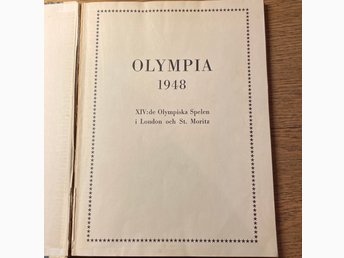 OLYMPIA
1948
XIV:de Olympiska Spelen
i London och St. Moritz